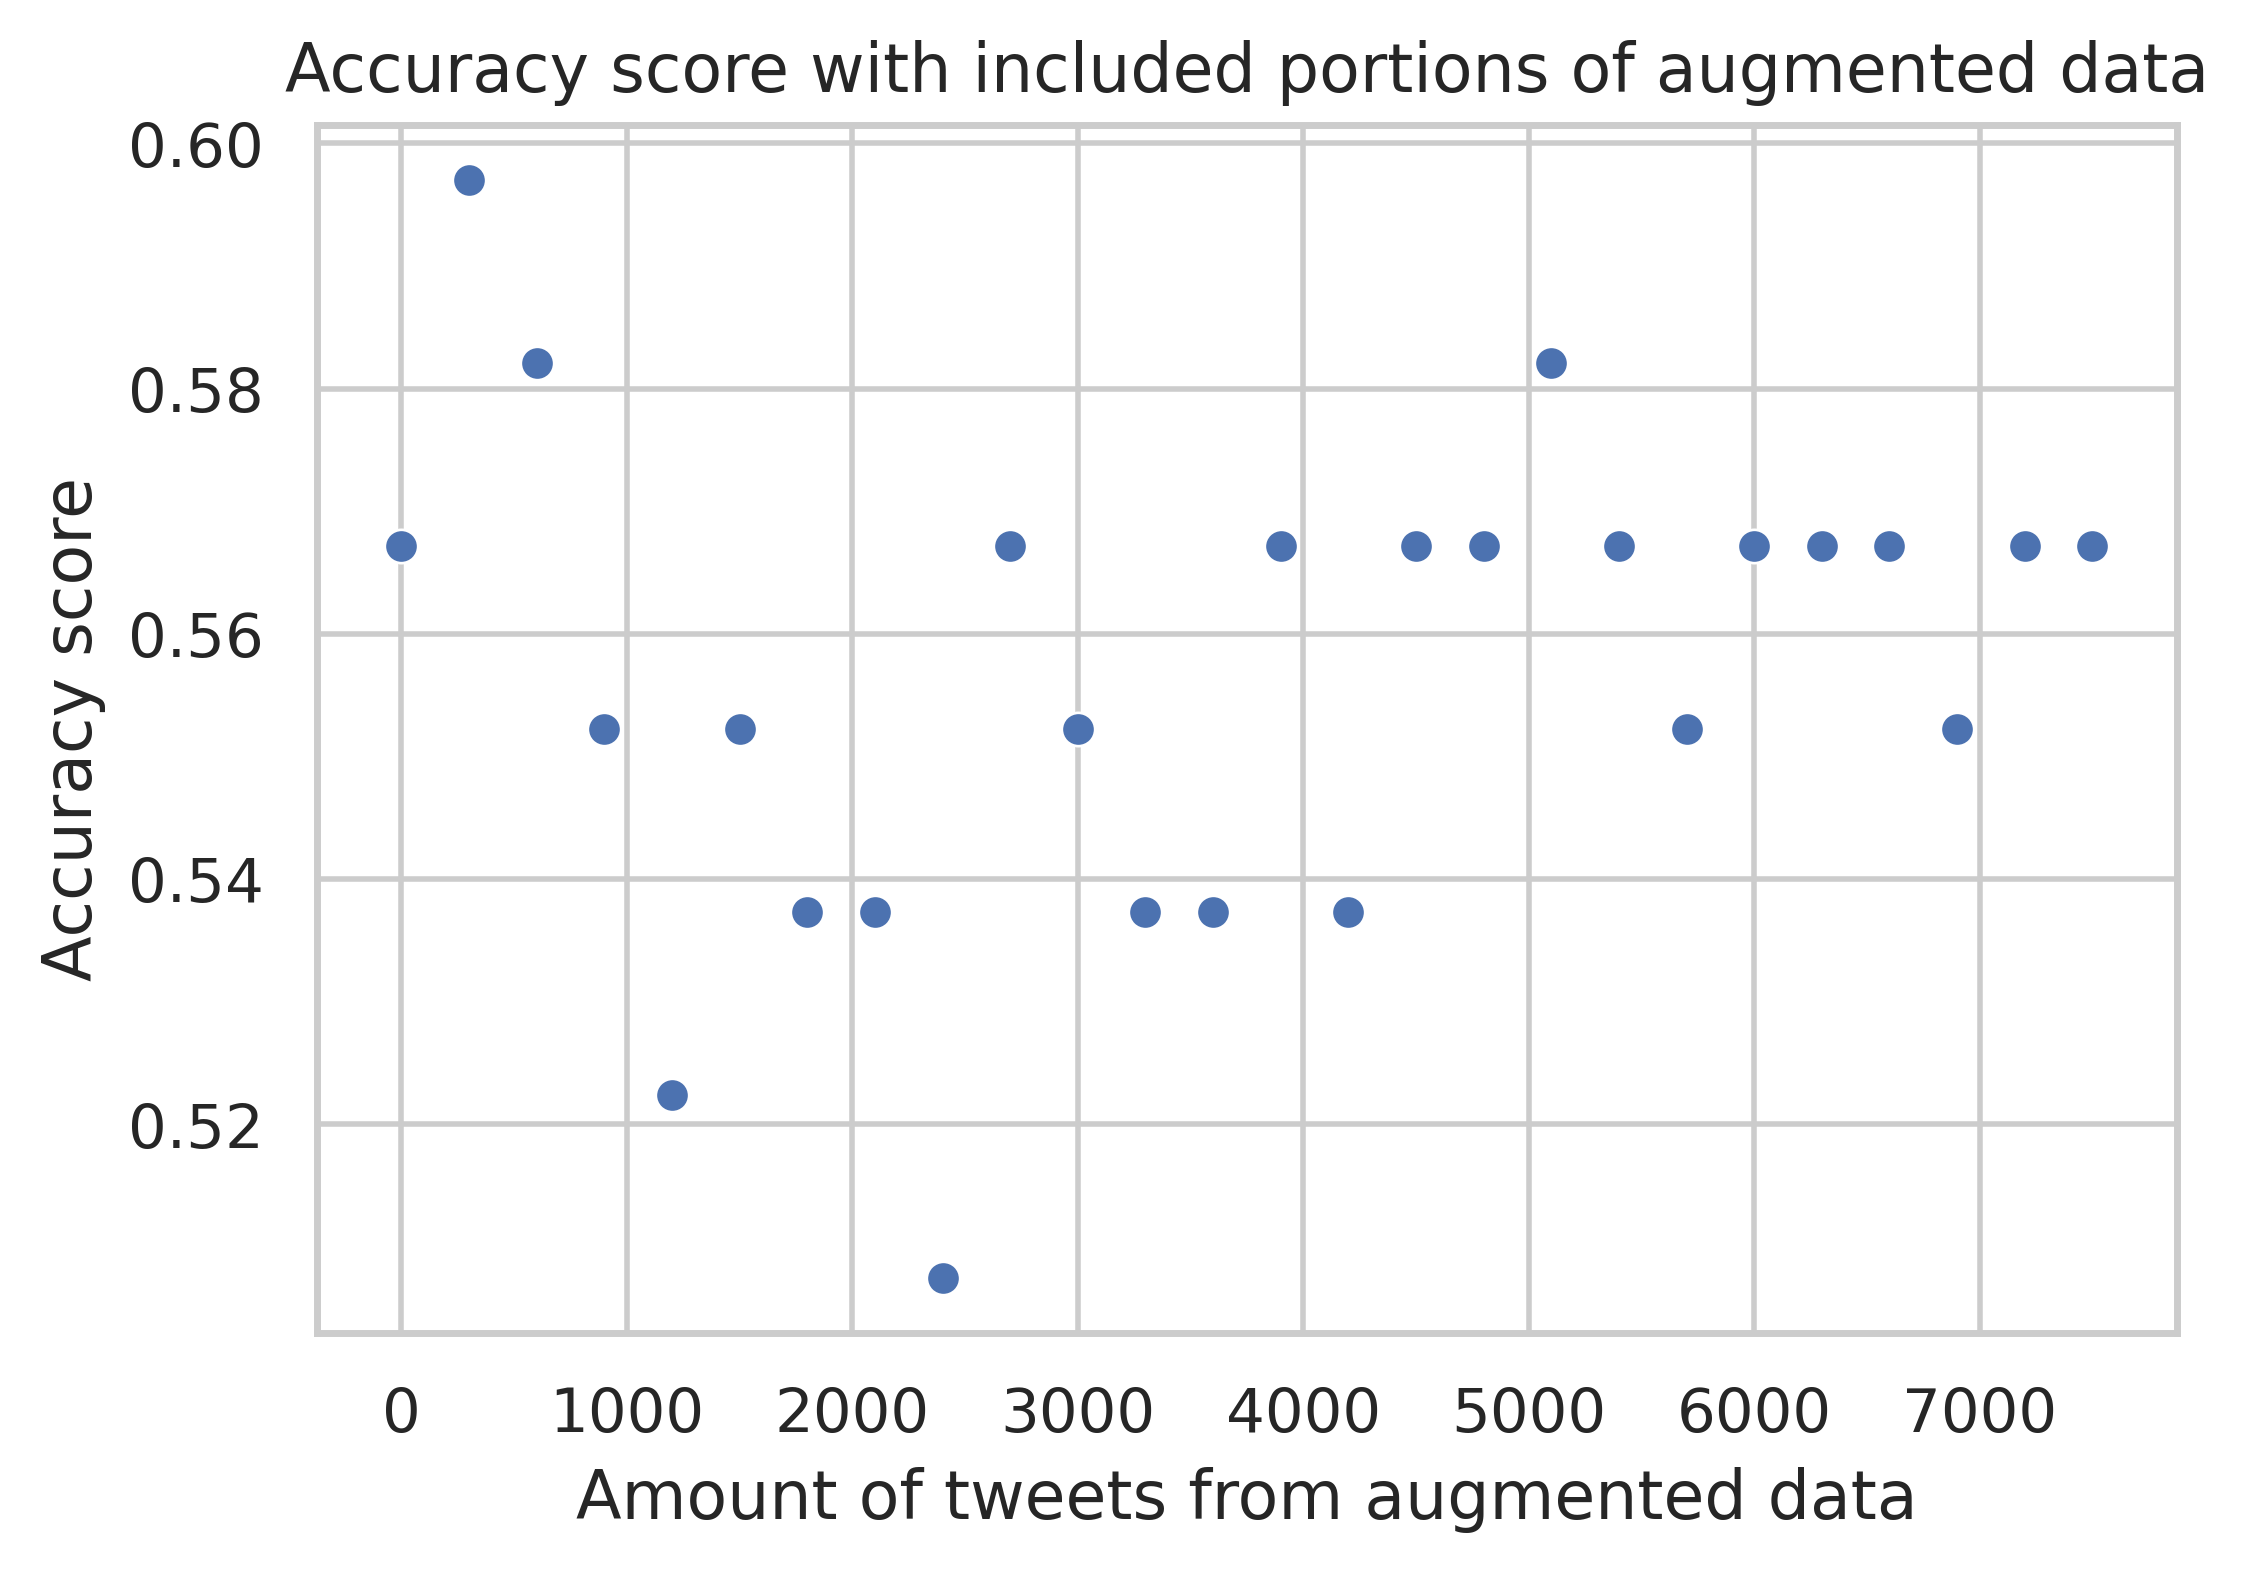 Accuracy score with included portions of augmented data
0.60
0.58
0.56
0.54
0.52
Accuracy score
0 1000 2000 3000 4000 5000 6000 7000
Amount of tweets from augmented data